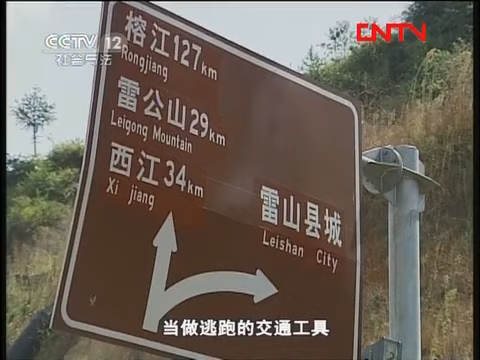 CCTV 12
社会与法
CNTV
榕江127km
Rongjiang
雷公山29km
Leigong Mountain
西江34km
Xi jiang
雷山县城
Leishan City
当做逃跑的交通工具